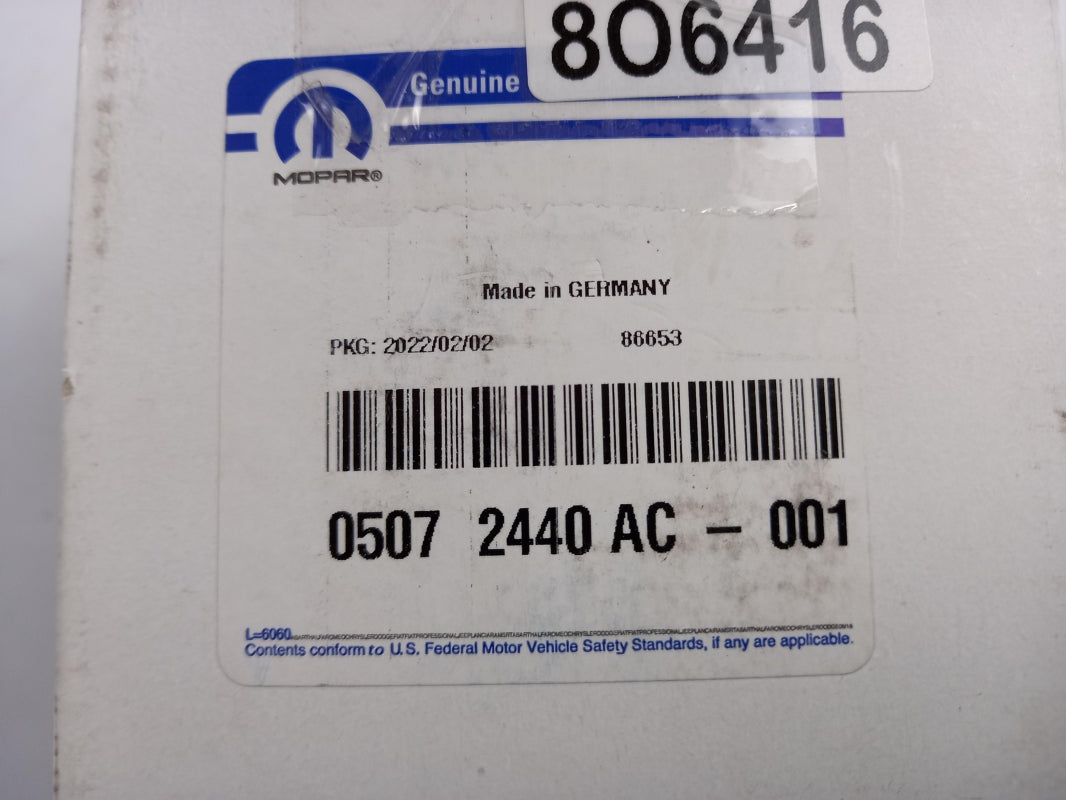 8O6416
Genuine
MOPAR®
Made in GERMANY
PKG: 2022/02/02 86653
0507 2440 AC – 001
L=6060
Contents conform to U.S. Federal Motor Vehicle Safety Standards, if any are applicable.